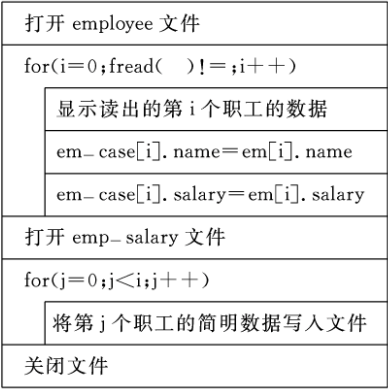 打开 employee 文件
for(i=0;fread(  )!=;i++)
显示读出的第 i 个职工的数据
em_case[i].name=em[i].name
em_case[i].salary=em[i].salary
打开 emp_salary 文件
for(j=0;j<i;j++)
将第 j 个职工的简明数据写入文件
关闭文件